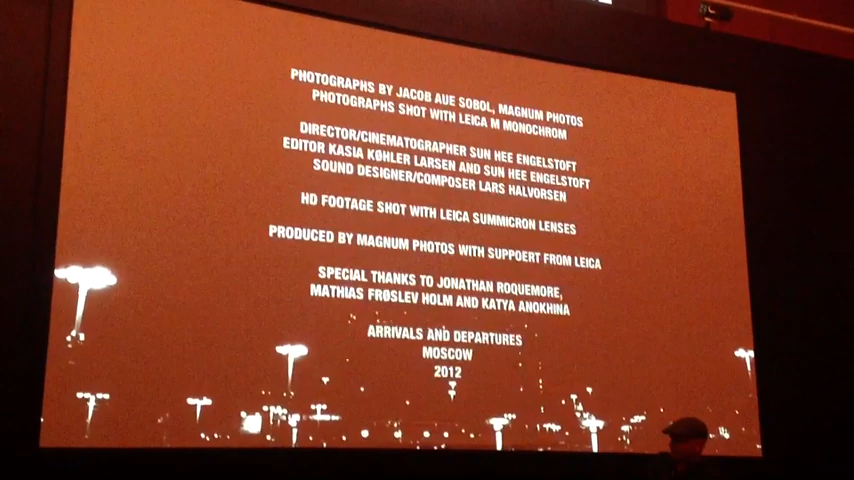 PHOTOGRAPHS BY JACOB AUE SOBOL, MAGNUM PHOTOS
PHOTOGRAPHS SHOT WITH LEICA M MONOCHROM
DIRECTOR/CINEMATOGRAPHER SUN HEE ENGELSTOFT
EDITOR KASIA KØHLER LARSEN AND SUN HEE ENGELSTOFT
SOUND DESIGNER/COMPOSER LARS HALVORSEN
HD FOOTAGE SHOT WITH LEICA SUMMICRON LENSES
PRODUCED BY MAGNUM PHOTOS WITH SUPPOERT FROM LEICA
SPECIAL THANKS TO JONATHAN ROQUEMORE,
MATHIAS FRØSLEV HOLM AND KATYA ANOKHINA
ARRIVALS AND DEPARTURES
MOSCOW
2012